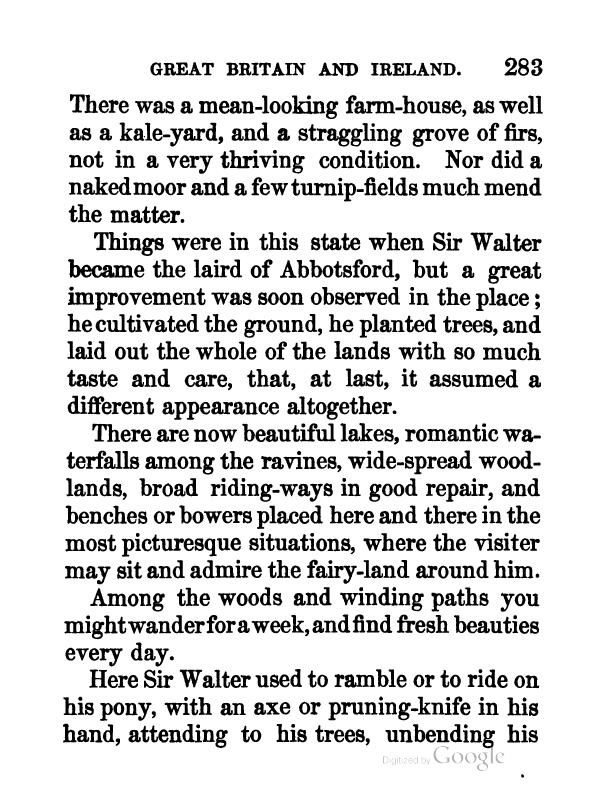 GREAT BRITAIN AND IRELAND. 283
There was a mean-looking farm-house, as well
as a kale-yard, and a straggling grove of firs,
not in a very thriving condition. Nor did a
naked moor and a few turnip-fields much mend
the matter.
Things were in this state when Sir Walter
became the laird of Abbotsford, but a great
improvement was soon observed in the place;
he cultivated the ground, he planted trees, and
laid out the whole of the lands with so much
taste and care, that, at last, it assumed a
different appearance altogether.
There are now beautiful lakes, romantic wa-
terfalls among the ravines, wide-spread wood-
lands, broad riding-ways in good repair, and
benches or bowers placed here and there in the
most picturesque situations, where the visiter
may sit and admire the fairy-land around him.
Among the woods and winding paths you
might wander for a week, and find fresh beauties
every day.
Here Sir Walter used to ramble or to ride on
his pony, with an axe or pruning-knife in his
hand, attending to his trees, unbending his
Digitized by Google